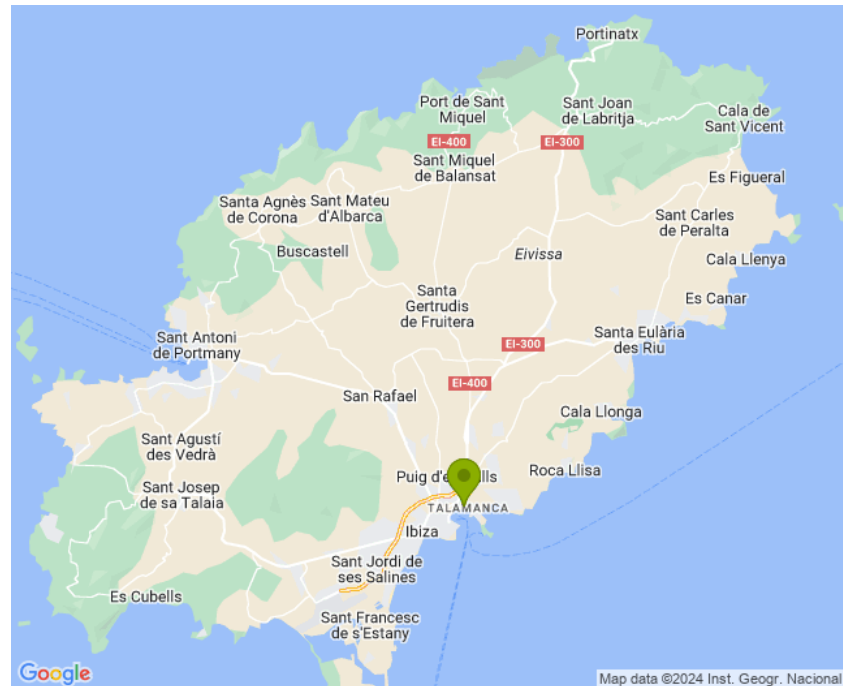 Portinatx
Port de Sant
Miquel
Sant Joan
de Labritja
Cala de
Sant Vicent
EI-400
EI-300
Sant Miquel
de Balansat
Es Figueral
Santa Agnès
de Corona
Sant Mateu
d'Albarca
Sant Carles
de Peralta
Buscastell
Eivissa
Cala Llenya
Santa
Gertrudis
de Fruitera
Es Canar
Sant Antoni
de Portmany
Santa Eulària
des Riu
EI-300
EI-400
San Rafael
Cala Llonga
Sant Agustí
des Vedrà
Puig d'e
lls
Roca Llisa
Sant Josep
de sa Talaia
TALAMANCA
Ibiza
Sant Jordi de
ses Salines
Es Cubells
Sant Francesc
de s'Estany
Google
Map data ©2024 Inst. Geogr. Nacional